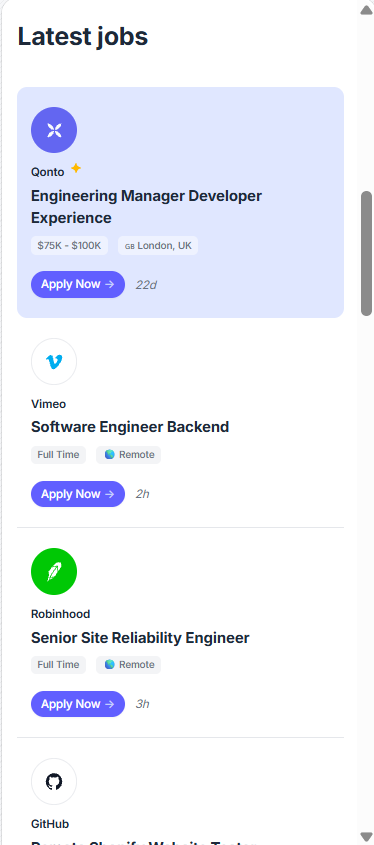 Latest jobs
Qonto
Engineering Manager Developer
Experience
$75K - $100K GB London, UK
Apply Now → 22d
Vimeo
Software Engineer Backend
Full Time Remote
Apply Now → 2h
Robinhood
Senior Site Reliability Engineer
Full Time Remote
Apply Now → 3h
GitHub